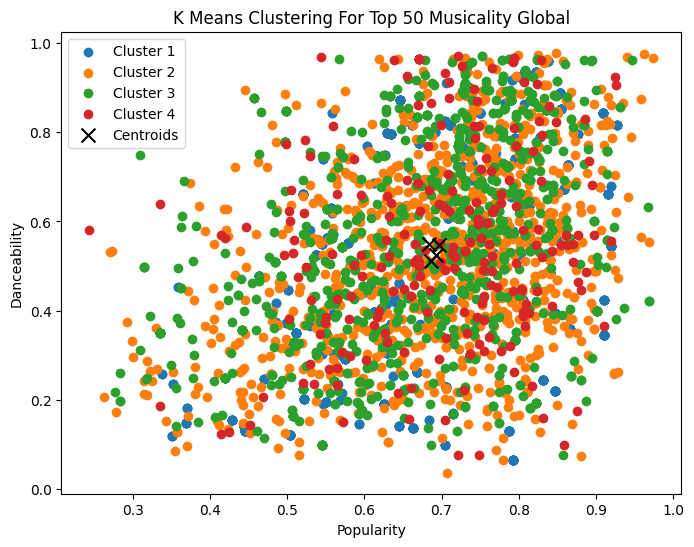 K Means Clustering For Top 50 Musicality Global
1.0
0.8
0.6
0.4
0.2
0.0
Danceability
Cluster 1
Cluster 2
Cluster 3
Cluster 4
Centroids
0.3 0.4 0.5 0.6 0.7 0.8 0.9 1.0
Popularity